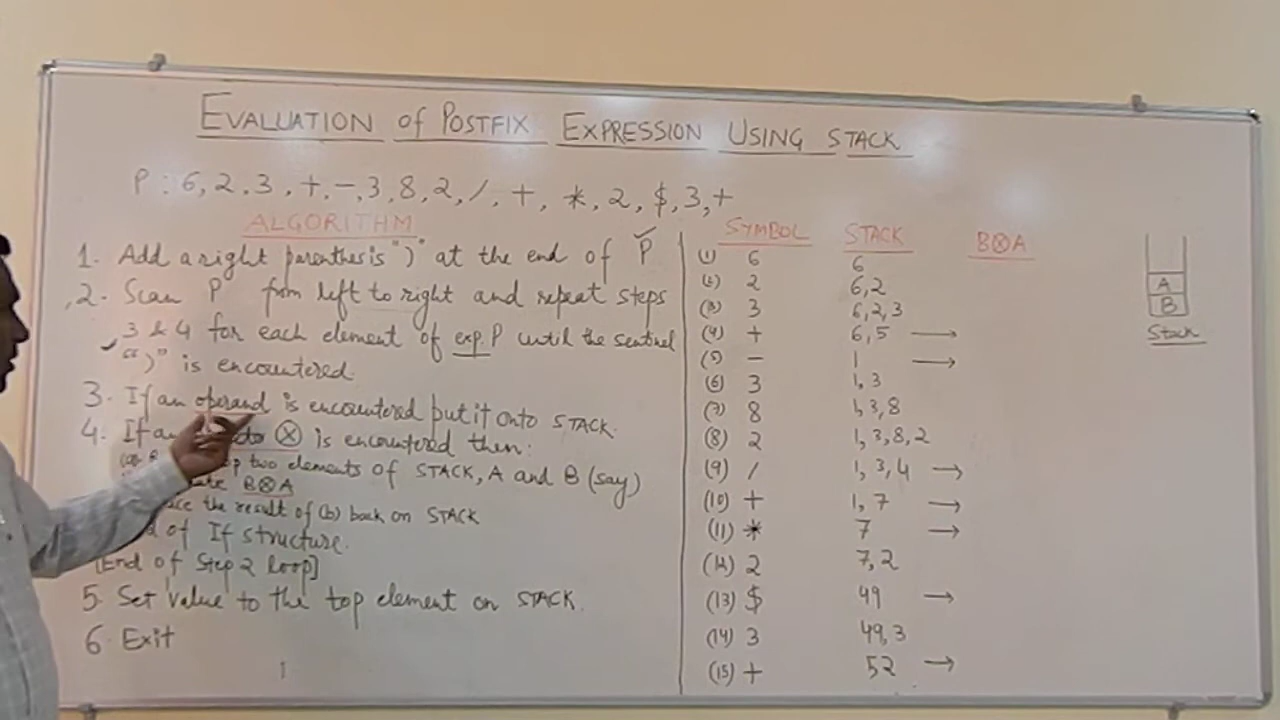 EVALUATION of POSTFIX EXPRESSION USING STACK
P : 6, 2, 3, +, -, 3, 8, 2, /, +, *, 2, $, 3, +
ALGORITHM
1. Add a right parenthesis ")" at the end of P
2. Scan P from left to right and repeat steps
3 & 4 for each element of exp. P until the sentinel
")" is encountered.
3. If an operand is encountered put it onto STACK.
4. If an ⊗ is encountered then:
two elements of STACK, A and B (say)
B⊗A
the result of (b) back on STACK
of If structure.
[End of Step 2 loop]
5. Set value to the top element on STACK.
6. Exit
SYMBOL STACK B⊗A
(1) 6 6
(2) 2 6,2
(3) 3 6,2,3
(4) + 6,5 →
(5) - 1 →
(6) 3 1,3
(7) 8 1,3,8
(8) 2 1,3,8,2
(9) / 1,3,4 →
(10) + 1,7 →
(11) * 7 →
(12) 2 7,2
(13) $ 49 →
(14) 3 49,3
(15) + 52 →
A
B
Stack